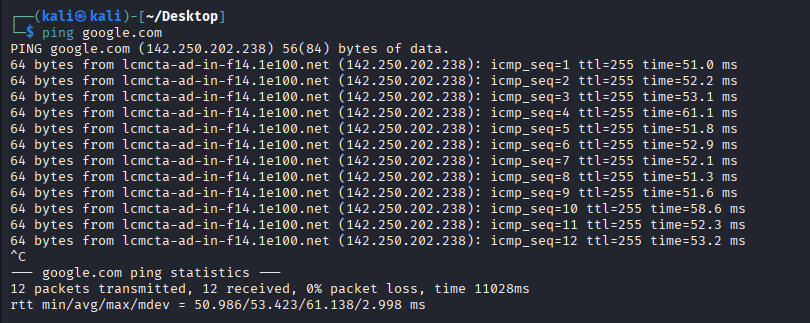 ┌──(kali㉿kali)-[~/Desktop]
└─$ ping google.com
PING google.com (142.250.202.238) 56(84) bytes of data.
64 bytes from lcmcta-ad-in-f14.1e100.net (142.250.202.238): icmp_seq=1 ttl=255 time=51.0 ms
64 bytes from lcmcta-ad-in-f14.1e100.net (142.250.202.238): icmp_seq=2 ttl=255 time=52.2 ms
64 bytes from lcmcta-ad-in-f14.1e100.net (142.250.202.238): icmp_seq=3 ttl=255 time=53.1 ms
64 bytes from lcmcta-ad-in-f14.1e100.net (142.250.202.238): icmp_seq=4 ttl=255 time=61.1 ms
64 bytes from lcmcta-ad-in-f14.1e100.net (142.250.202.238): icmp_seq=5 ttl=255 time=51.8 ms
64 bytes from lcmcta-ad-in-f14.1e100.net (142.250.202.238): icmp_seq=6 ttl=255 time=52.9 ms
64 bytes from lcmcta-ad-in-f14.1e100.net (142.250.202.238): icmp_seq=7 ttl=255 time=52.1 ms
64 bytes from lcmcta-ad-in-f14.1e100.net (142.250.202.238): icmp_seq=8 ttl=255 time=51.3 ms
64 bytes from lcmcta-ad-in-f14.1e100.net (142.250.202.238): icmp_seq=9 ttl=255 time=51.6 ms
64 bytes from lcmcta-ad-in-f14.1e100.net (142.250.202.238): icmp_seq=10 ttl=255 time=58.6 ms
64 bytes from lcmcta-ad-in-f14.1e100.net (142.250.202.238): icmp_seq=11 ttl=255 time=52.3 ms
64 bytes from lcmcta-ad-in-f14.1e100.net (142.250.202.238): icmp_seq=12 ttl=255 time=53.2 ms
^C
--- google.com ping statistics ---
12 packets transmitted, 12 received, 0% packet loss, time 11028ms
rtt min/avg/max/mdev = 50.986/53.423/61.138/2.998 ms